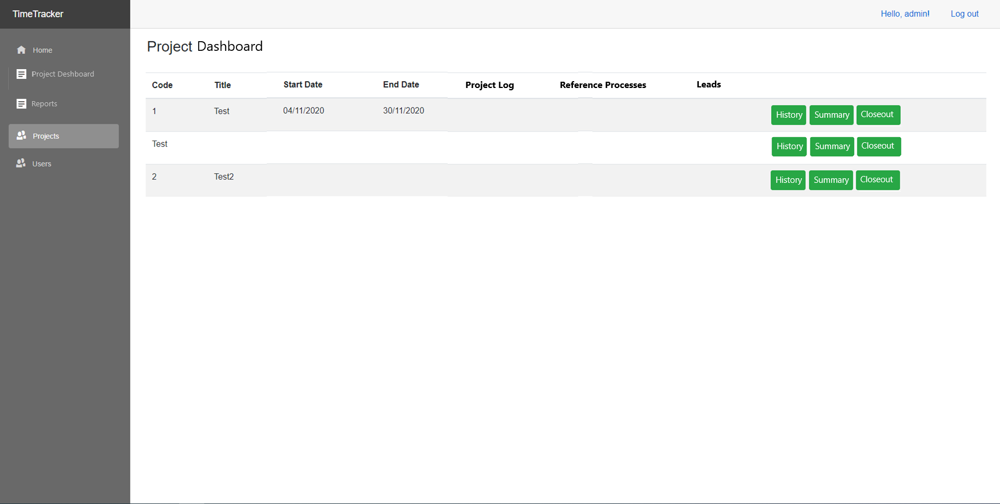 TimeTracker
Hello, admin! Log out
Home
Project Deshboard
Reports
Projects
Users
Project Dashboard
Code Title Start Date End Date Project Log Reference Processes Leads
1 Test 04/11/2020 30/11/2020 History Summary Closeout
Test History Summary Closeout
2 Test2 History Summary Closeout